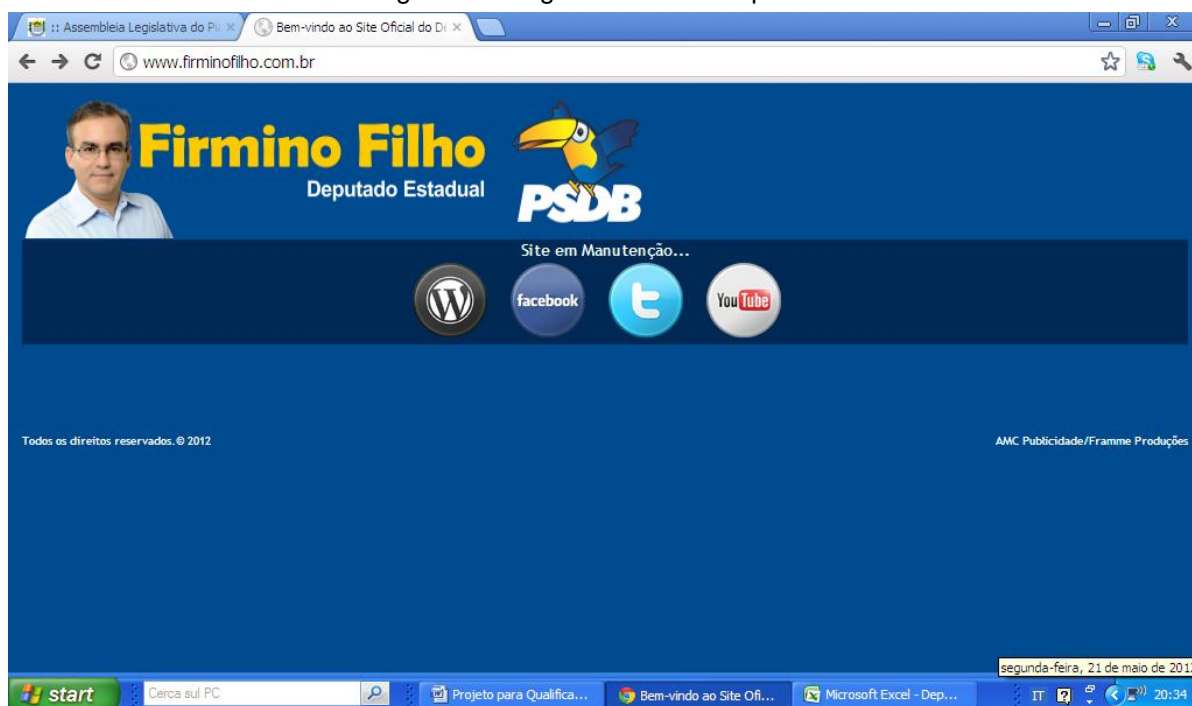 :: Assembleia Legislativa do Pi
Bem-vindo ao Site Oficial do De
www.firminofilho.com.br
Firmino Filho
Deputado Estadual
PSDB
Site em Manutenção...
facebook
You Tube
Todos os direitos reservados.© 2012
AMC Publicidade/Framme Produções
segunda-feira, 21 de maio de 201
start
Cerca sul PC
Projeto para Qualifica...
Bem-vindo ao Site Ofi...
Microsoft Excel - Dep...
IT
20:34